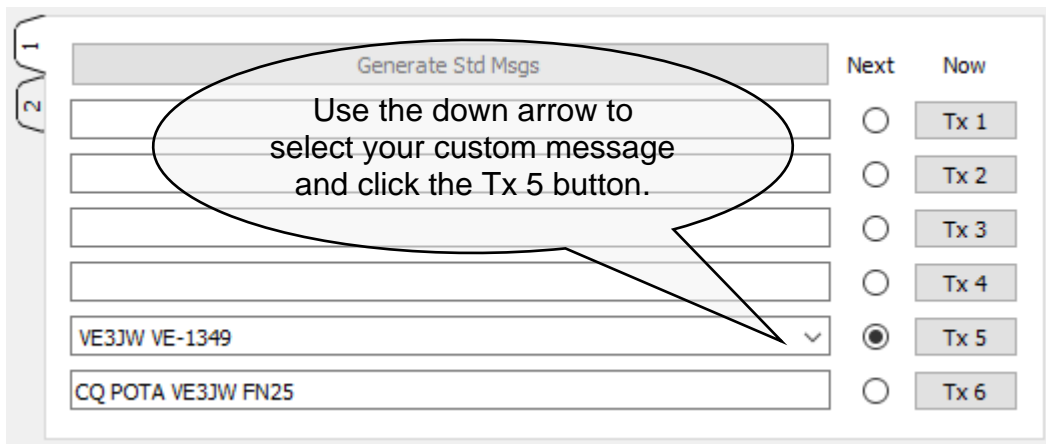 1
2
Generate Std Msgs Next Now
Use the down arrow to
select your custom message
and click the Tx 5 button.
Tx 1
Tx 2
Tx 3
Tx 4
VE3JW VE-1349 Tx 5
CQ POTA VE3JW FN25 Tx 6